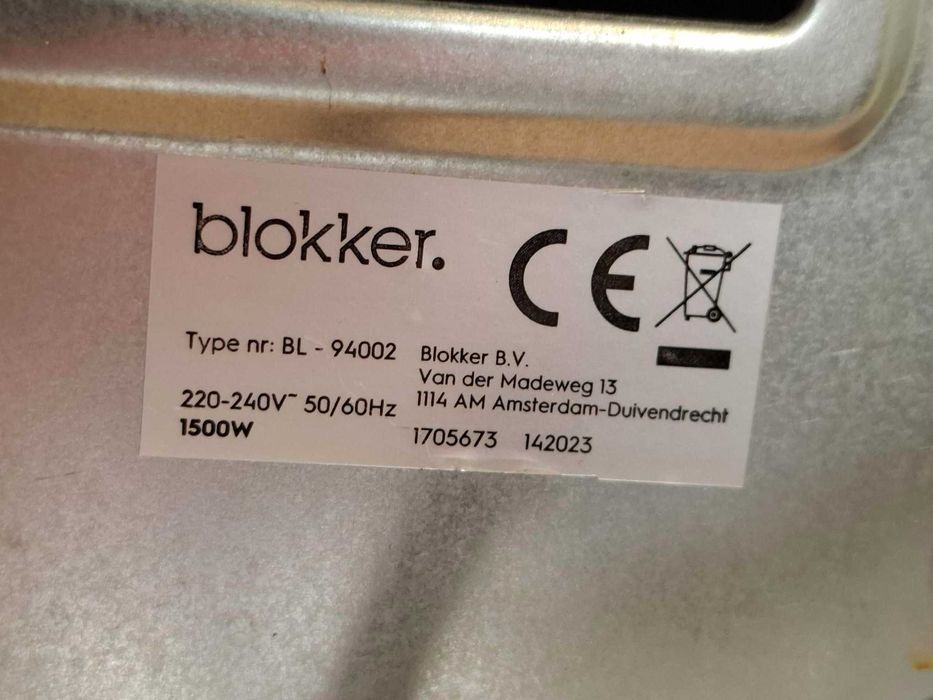 blokker.
CE
Type nr: BL - 94002
220-240V~ 50/60Hz
1500W
Blokker B.V.
Van der Madeweg 13
1114 AM Amsterdam-Duivendrecht
1705673 142023